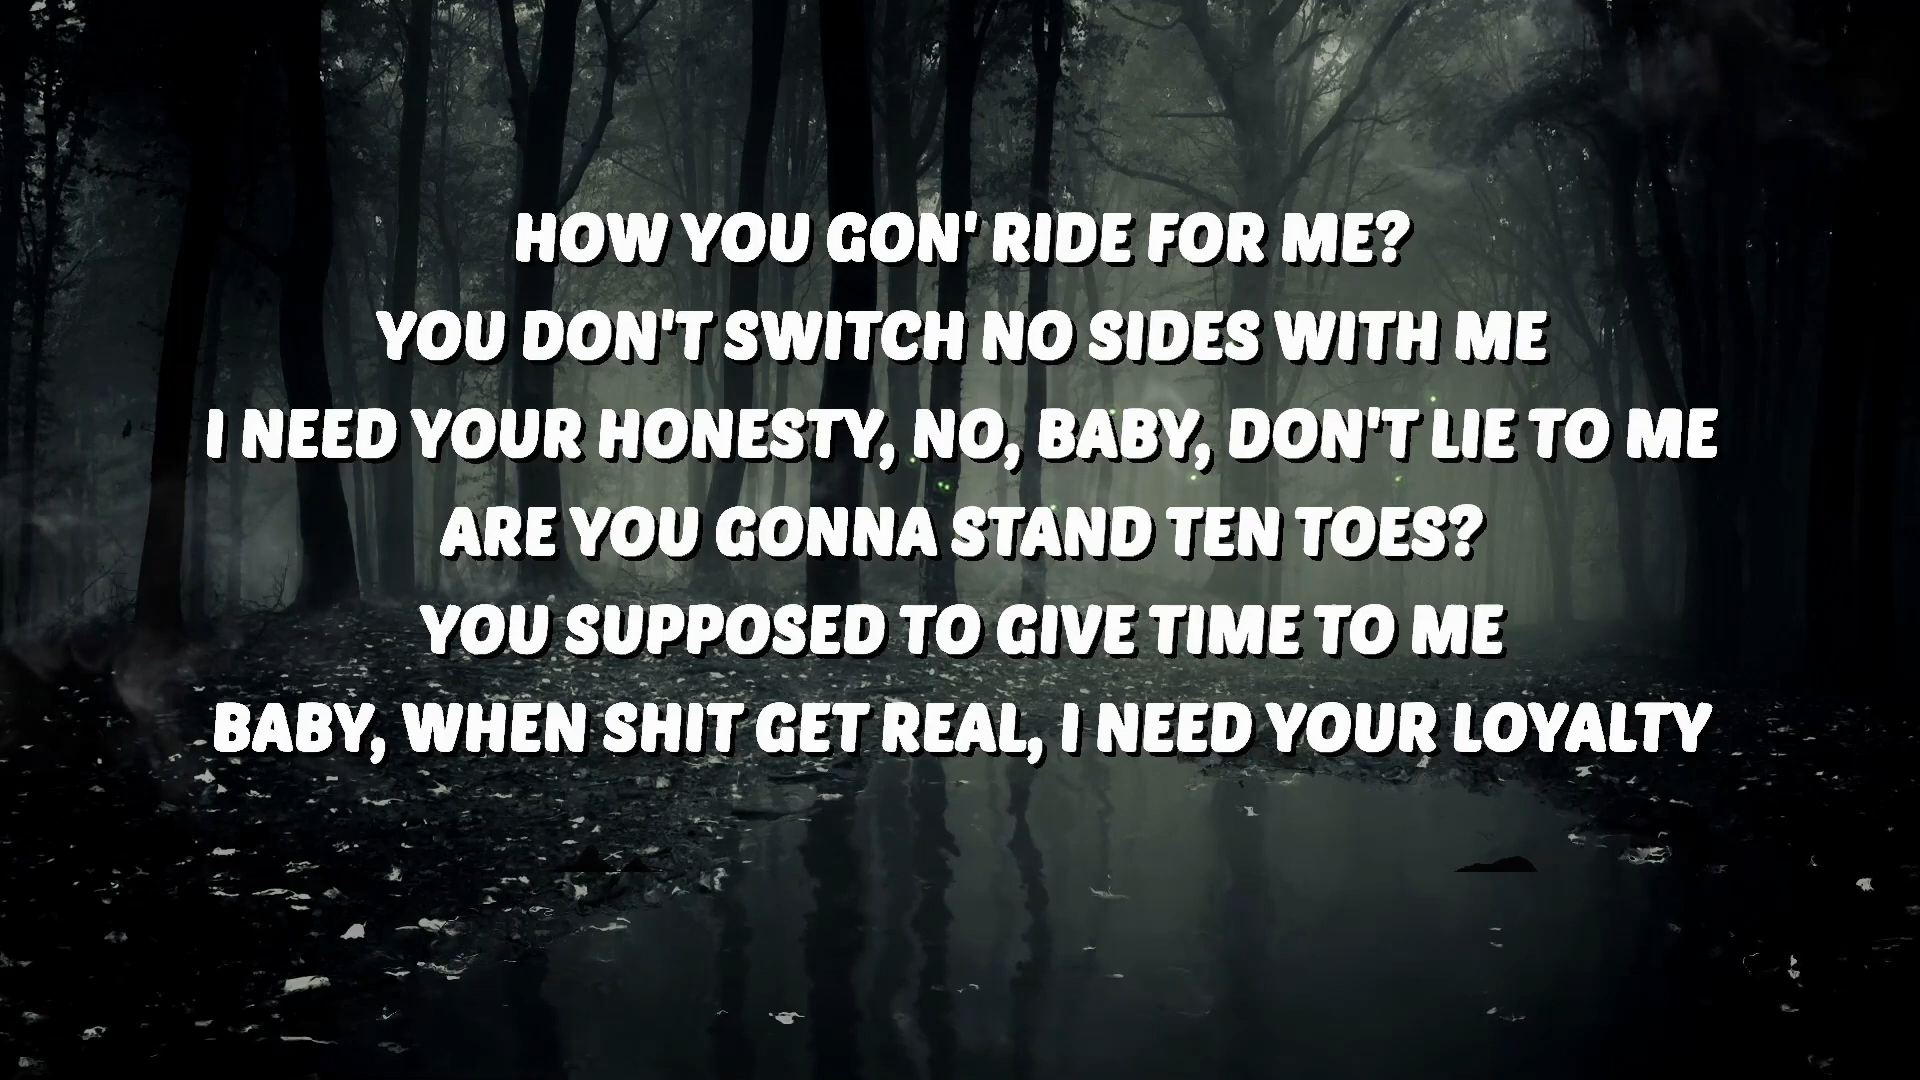 HOW YOU GON' RIDE FOR ME?
YOU DON'T SWITCH NO SIDES WITH ME
I NEED YOUR HONESTY, NO, BABY, DON'T LIE TO ME
ARE YOU GONNA STAND TEN TOES?
YOU SUPPOSED TO GIVE TIME TO ME
BABY, WHEN SHIT GET REAL, I NEED YOUR LOYALTY